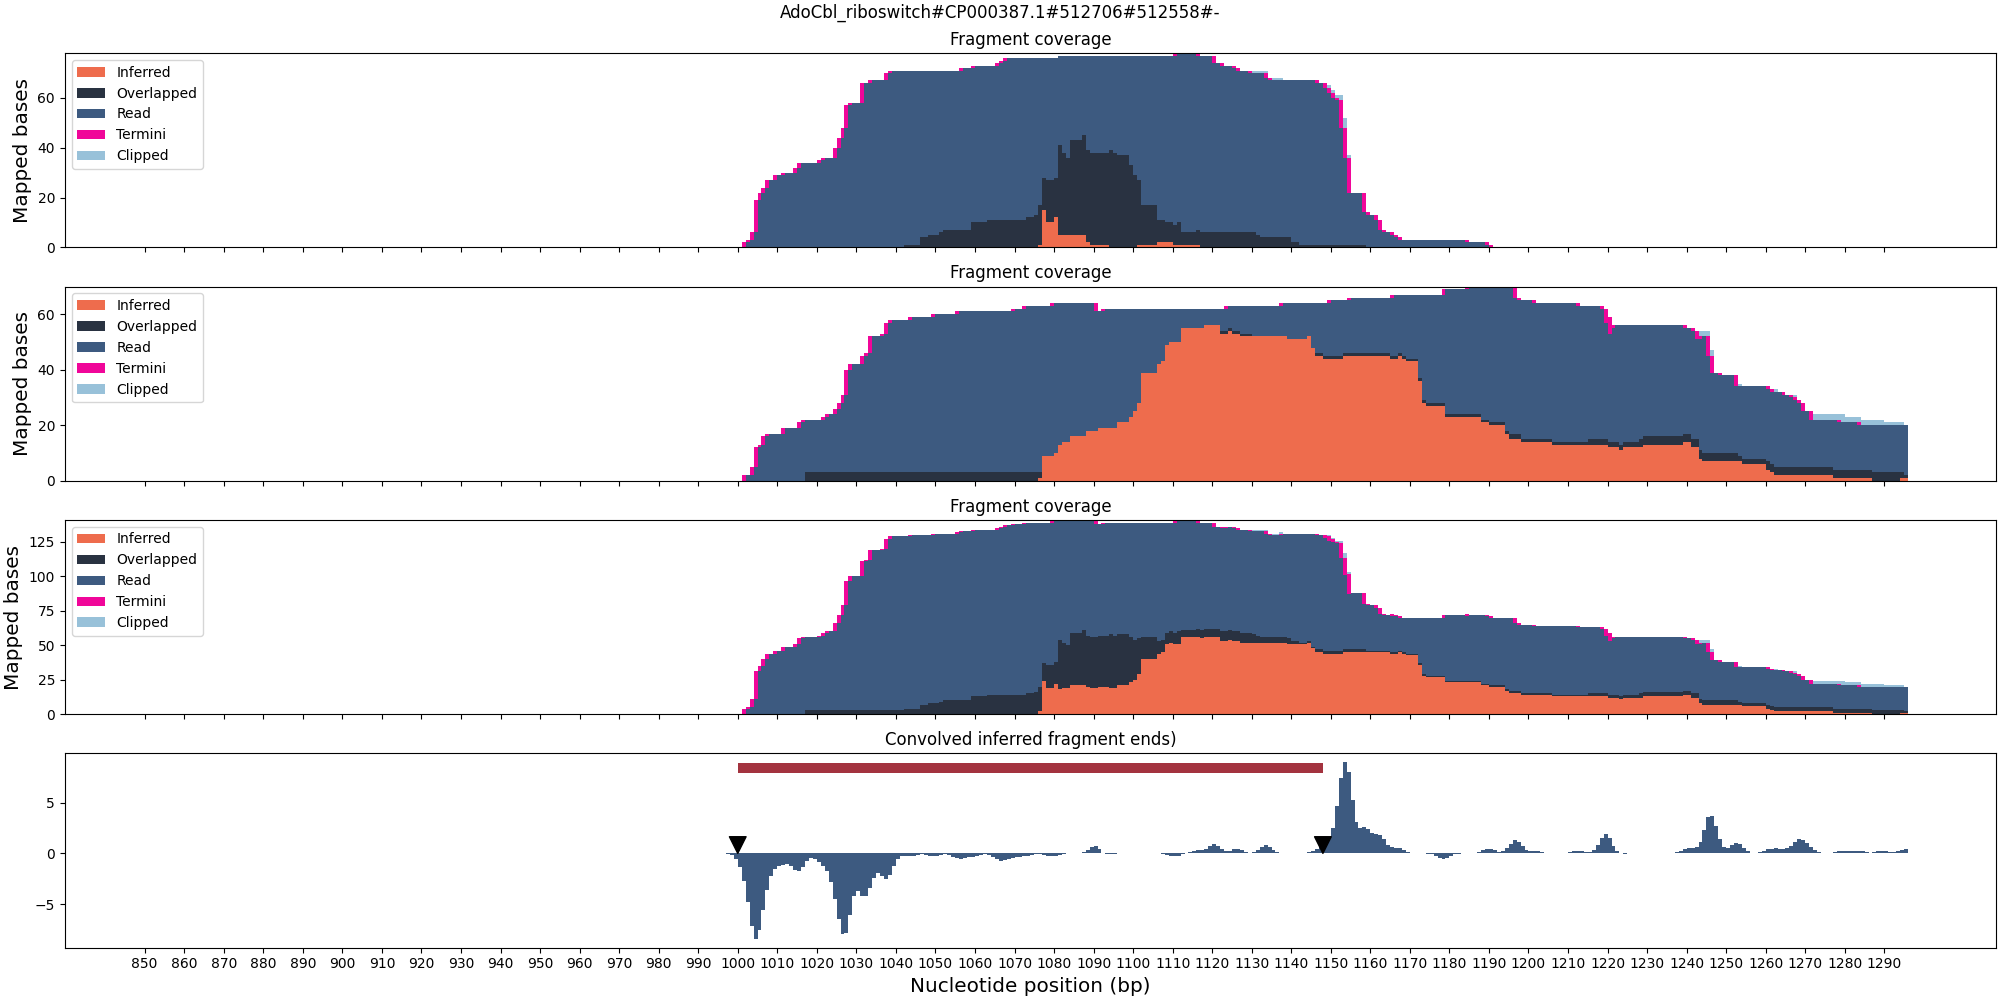 AdoCbl_riboswitch#CP000387.1#512706#512558#-
Fragment coverage
Mapped bases
60
40
20
0
Inferred
Overlapped
Read
Termini
Clipped
Fragment coverage
Mapped bases
60
40
20
0
Inferred
Overlapped
Read
Termini
Clipped
Fragment coverage
Mapped bases
125
100
75
50
25
0
Inferred
Overlapped
Read
Termini
Clipped
Convolved inferred fragment ends)
5
0
−5
850 860 870 880 890 900 910 920 930 940 950 960 970 980 990 1000 1010 1020 1030 1040 1050 1060 1070 1080 1090 1100 1110 1120 1130 1140 1150 1160 1170 1180 1190 1200 1210 1220 1230 1240 1250 1260 1270 1280 1290
Nucleotide position (bp)